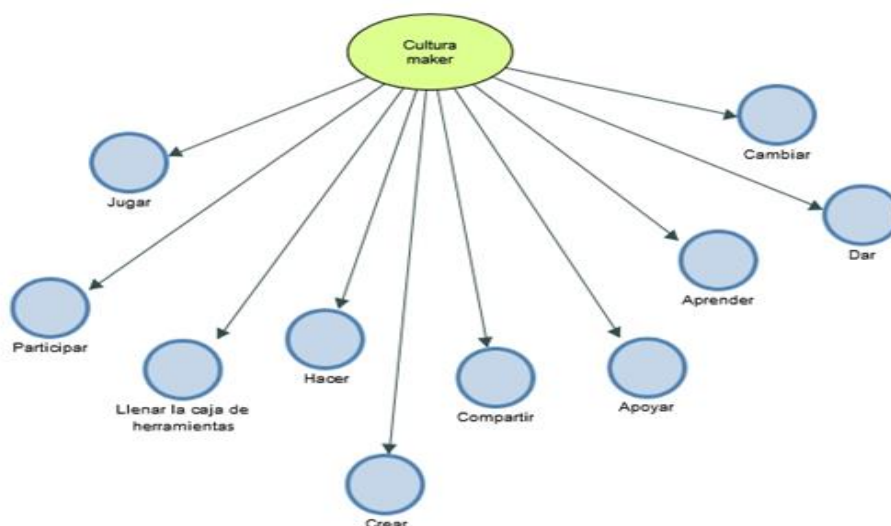 Cultura
maker
Cambiar
Jugar
Dar
Aprender
Participar
Hacer
Llenar la caja de
herramientas
Compartir
Apoyar
Crear